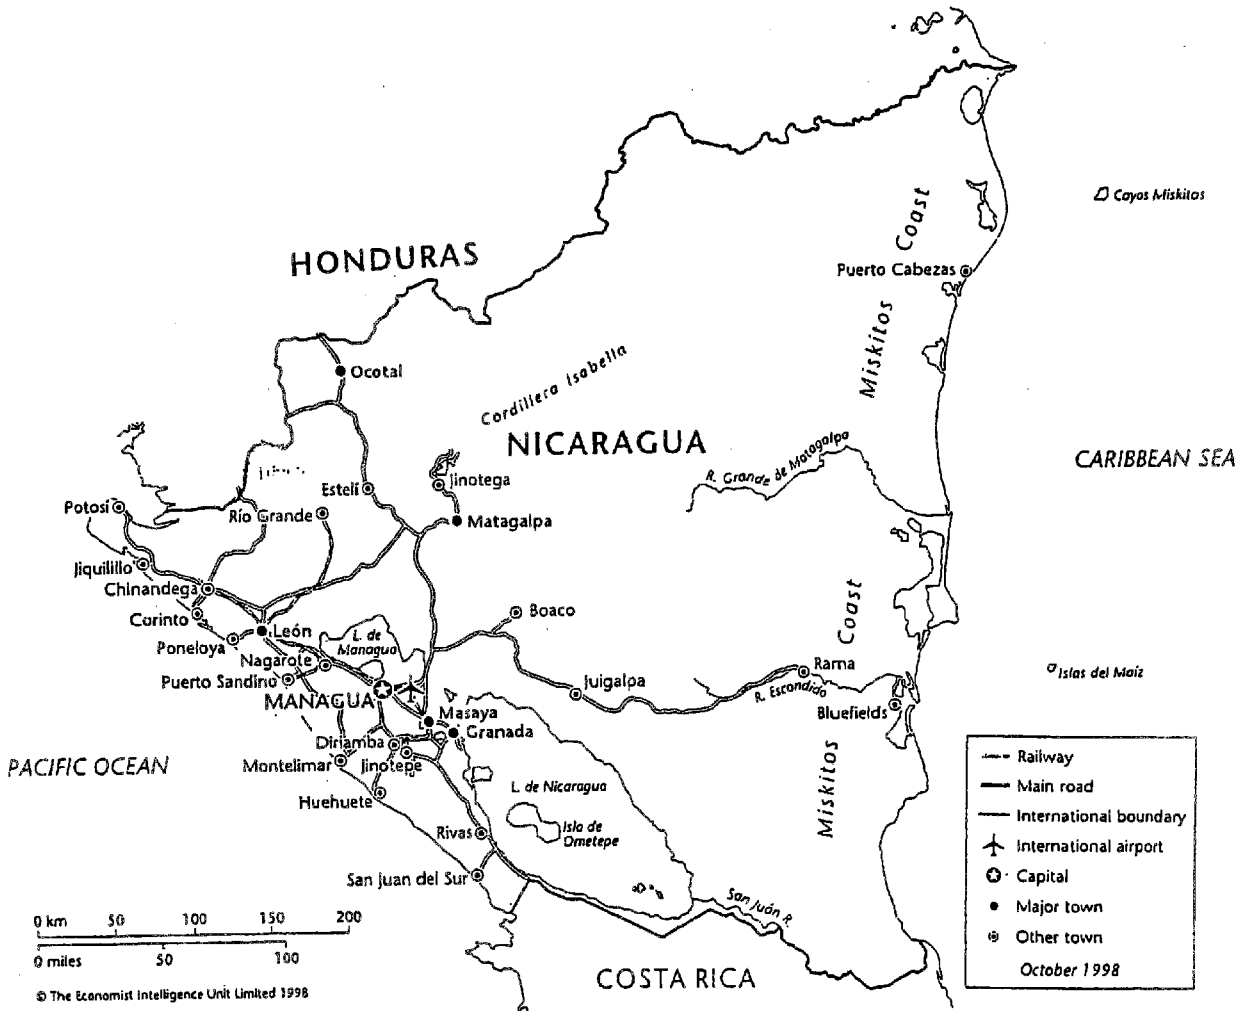 Cayos Miskitos
Coast
HONDURAS
Puerto Cabezas
Miskitos
Ocotal
Cordillera Isabella
NICARAGUA
R. Grande de Matagalpa
CARIBBEAN SEA
Estelí
Jinotega
Potosí
Río Grande
Matagalpa
Jiquilillo
Chinandega
Corinto
Boaco
Coast
León
Poneloya
L. de
Managua
Nagarote
Rama
Islas del Maíz
Puerto Sandino
Juigalpa
R. Escondido
MANAGUA
Bluefields
Masaya
Granada
Diriamba
PACIFIC OCEAN
Montelimar
Jinotepe
Miskitos
L. de Nicaragua
Huehuete
Isla de
Ometepe
Rivas
San Juan del Sur
San Juán R.
COSTA RICA
Railway
Main road
International boundary
International airport
Capital
Major town
Other town
October 1998
0 km 50 100 150 200
0 miles 50 100
© The Economist Intelligence Unit Limited 1998